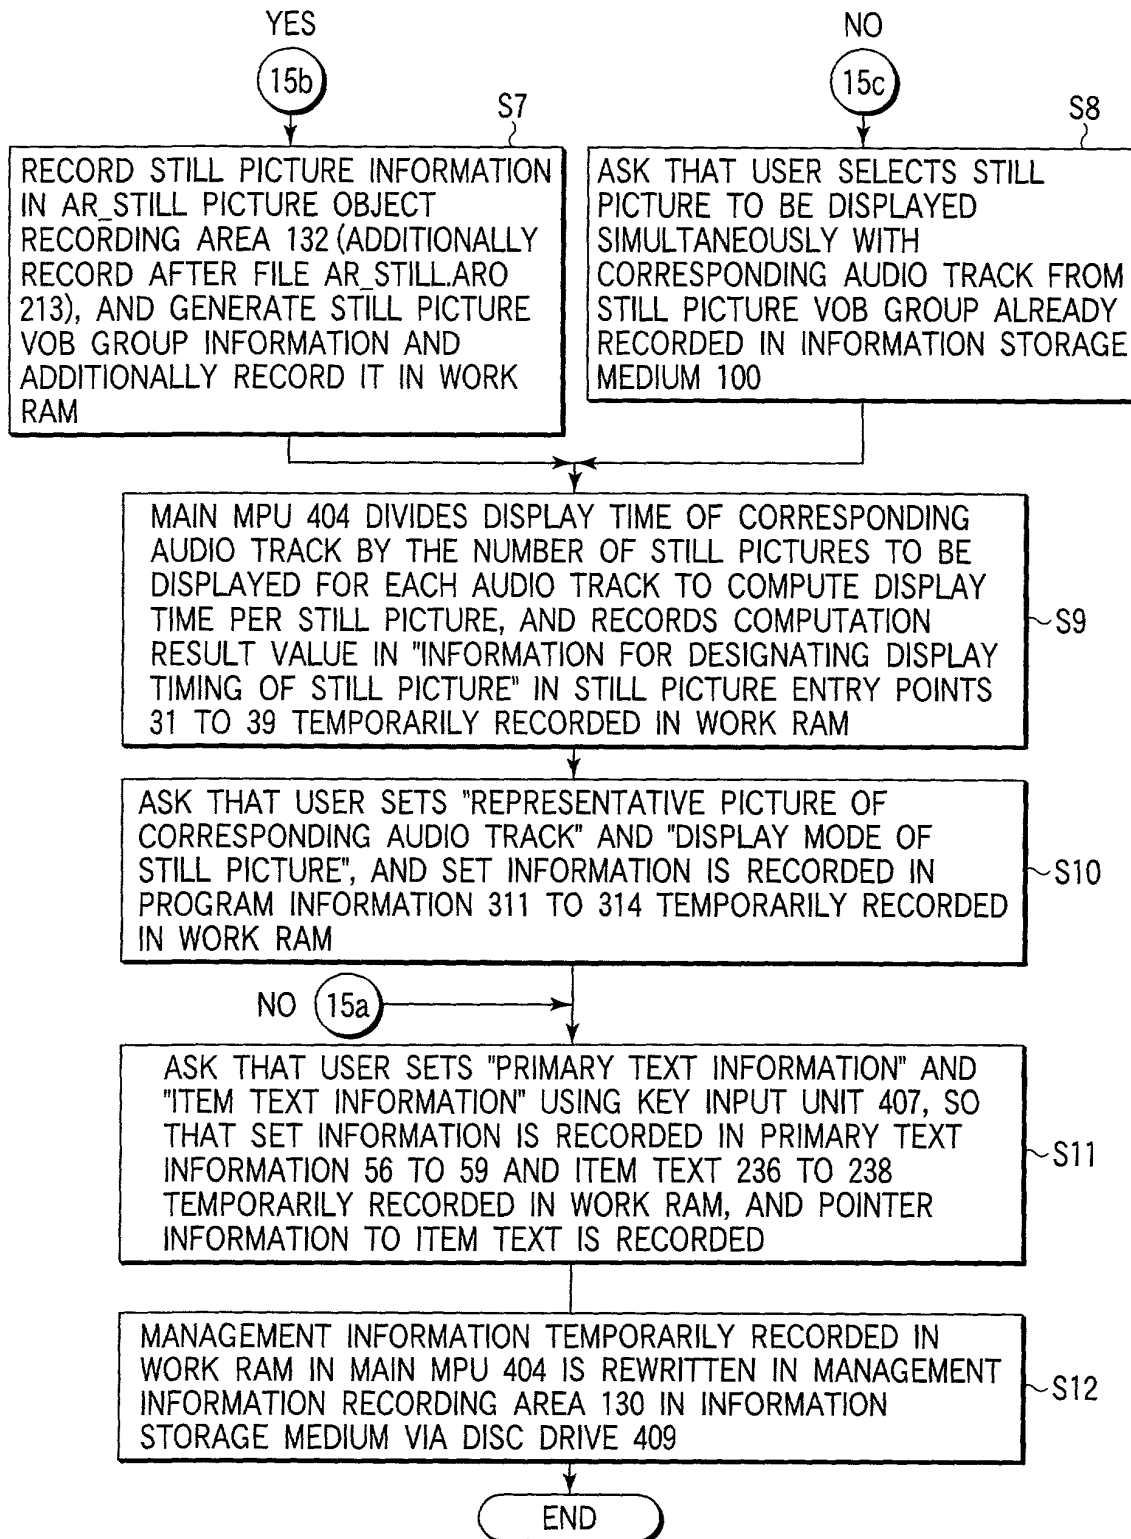 YES
15b
S7
RECORD STILL PICTURE INFORMATION
IN AR_STILL PICTURE OBJECT
RECORDING AREA 132 (ADDITIONALLY
RECORD AFTER FILE AR_STILL.ARO
213), AND GENERATE STILL PICTURE
VOB GROUP INFORMATION AND
ADDITIONALLY RECORD IT IN WORK
RAM
NO
15c
S8
ASK THAT USER SELECTS STILL
PICTURE TO BE DISPLAYED
SIMULTANEOUSLY WITH
CORRESPONDING AUDIO TRACK FROM
STILL PICTURE VOB GROUP ALREADY
RECORDED IN INFORMATION STORAGE
MEDIUM 100
MAIN MPU 404 DIVIDES DISPLAY TIME OF CORRESPONDING
AUDIO TRACK BY THE NUMBER OF STILL PICTURES TO BE
DISPLAYED FOR EACH AUDIO TRACK TO COMPUTE DISPLAY
TIME PER STILL PICTURE, AND RECORDS COMPUTATION
RESULT VALUE IN "INFORMATION FOR DESIGNATING DISPLAY
TIMING OF STILL PICTURE" IN STILL PICTURE ENTRY POINTS
31 TO 39 TEMPORARILY RECORDED IN WORK RAM
S9
ASK THAT USER SETS "REPRESENTATIVE PICTURE OF
CORRESPONDING AUDIO TRACK" AND "DISPLAY MODE OF
STILL PICTURE", AND SET INFORMATION IS RECORDED IN
PROGRAM INFORMATION 311 TO 314 TEMPORARILY RECORDED
IN WORK RAM
S10
NO 15a
ASK THAT USER SETS "PRIMARY TEXT INFORMATION" AND
"ITEM TEXT INFORMATION" USING KEY INPUT UNIT 407, SO
THAT SET INFORMATION IS RECORDED IN PRIMARY TEXT
INFORMATION 56 TO 59 AND ITEM TEXT 236 TO 238
TEMPORARILY RECORDED IN WORK RAM, AND POINTER
INFORMATION TO ITEM TEXT IS RECORDED
S11
MANAGEMENT INFORMATION TEMPORARILY RECORDED IN
WORK RAM IN MAIN MPU 404 IS REWRITTEN IN MANAGEMENT
INFORMATION RECORDING AREA 130 IN INFORMATION
STORAGE MEDIUM VIA DISC DRIVE 409
S12
END